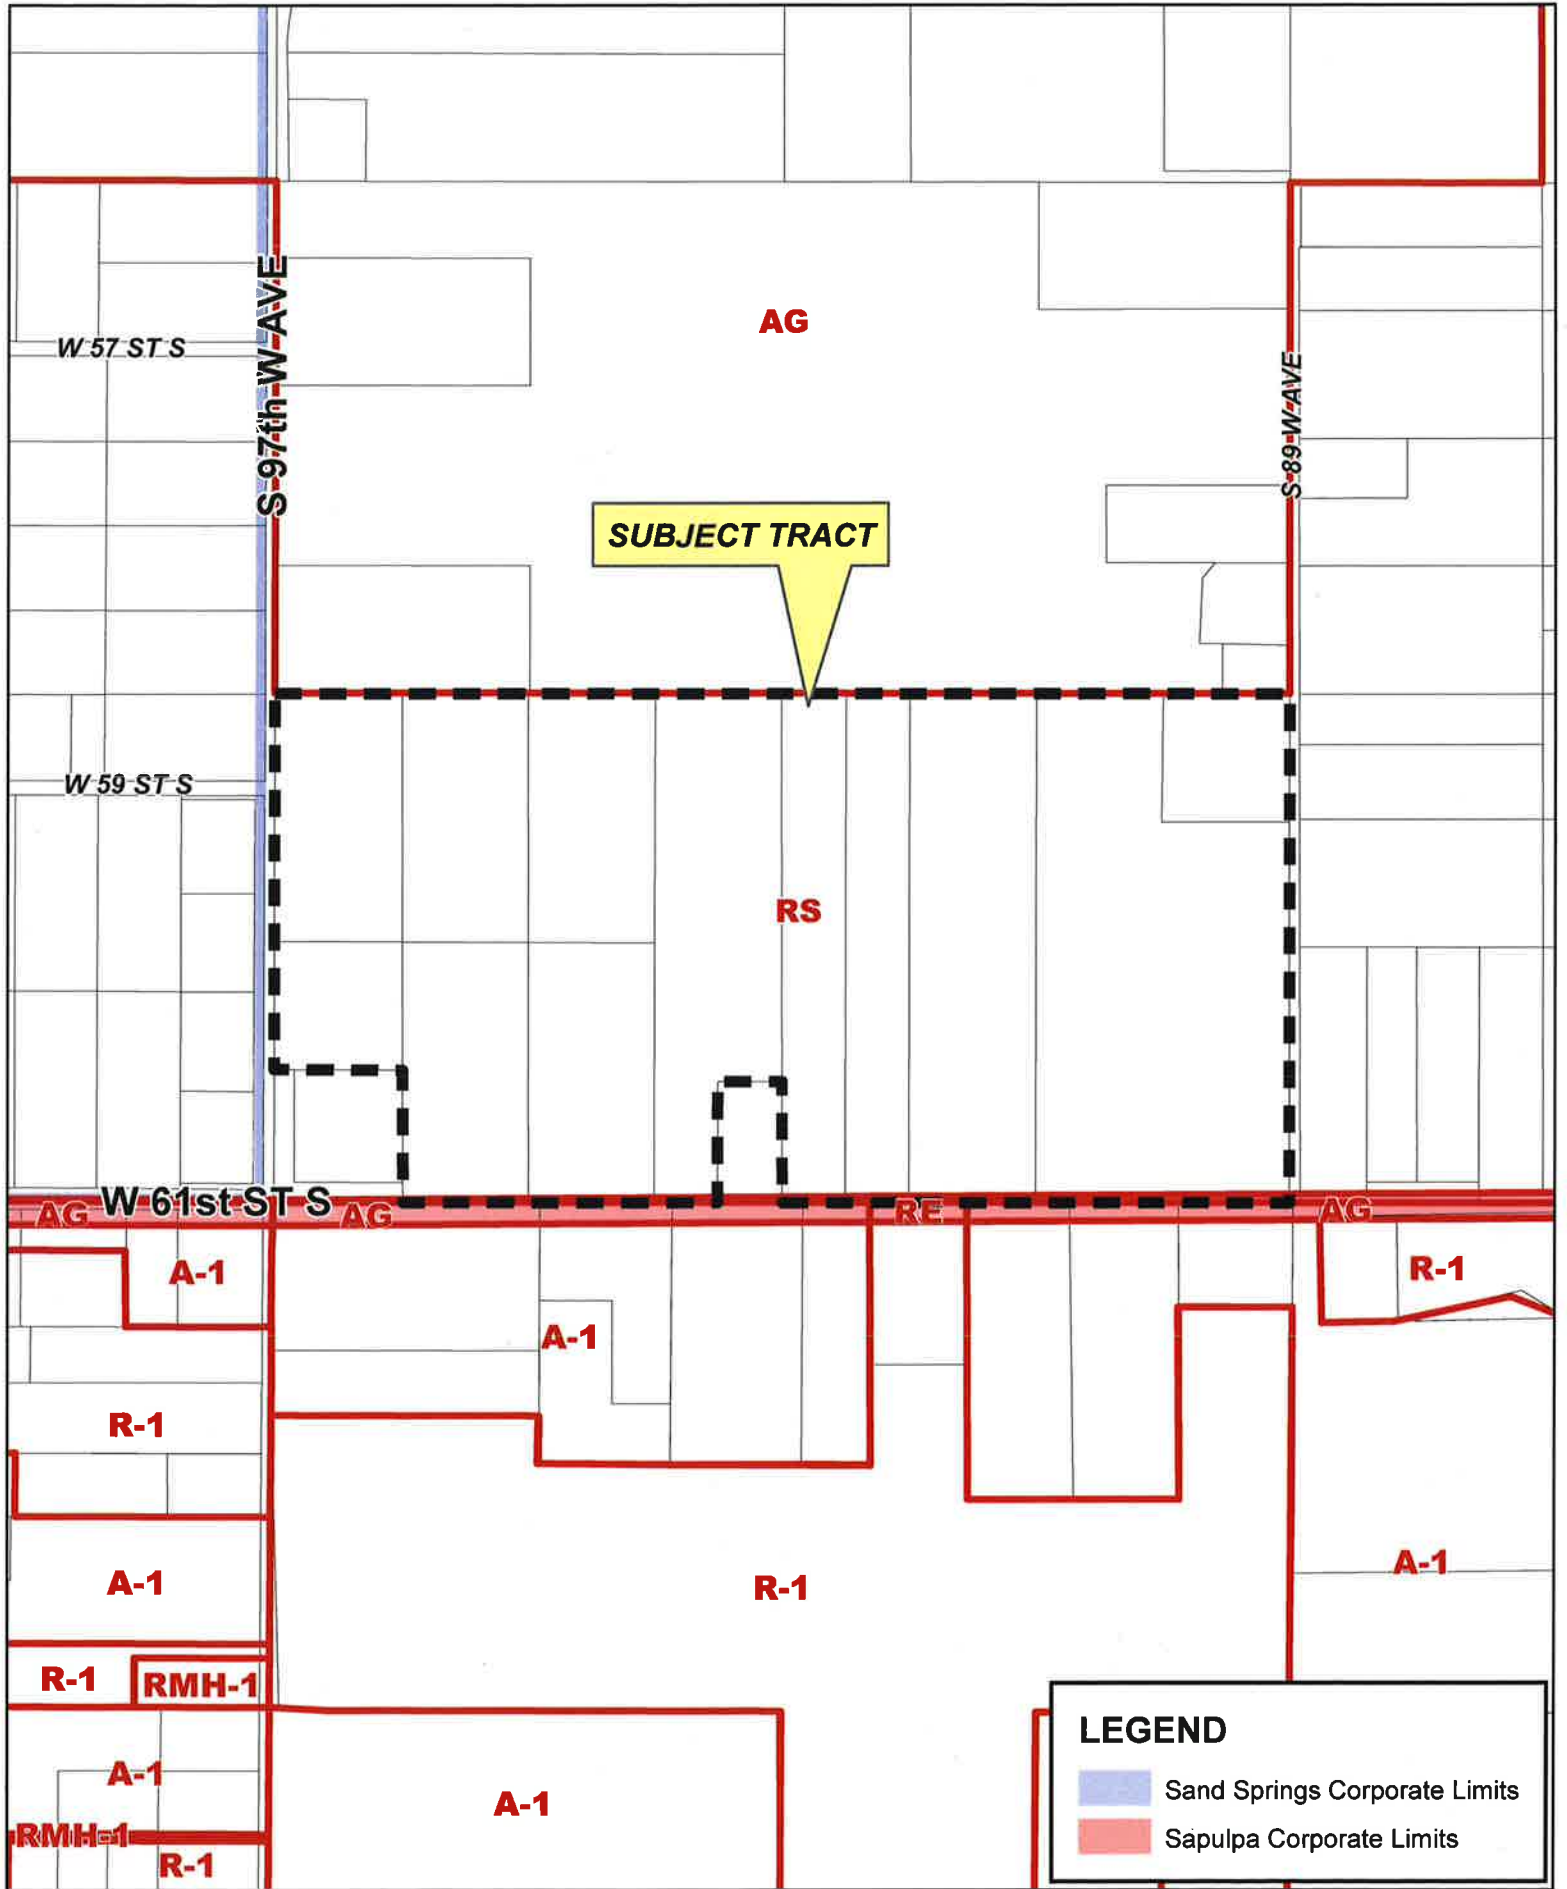 AG
W 57 ST S
S 97th W AVE
S 89 W AVE
SUBJECT TRACT
W 59 ST S
RS
AG
W 61st ST S
AG
RE
AG
A-1
R-1
A-1
R-1
A-1
R-1
A-1
R-1
RMH-1
A-1
A-1
RMH-1
R-1
LEGEND
Sand Springs Corporate Limits
Sapulpa Corporate Limits